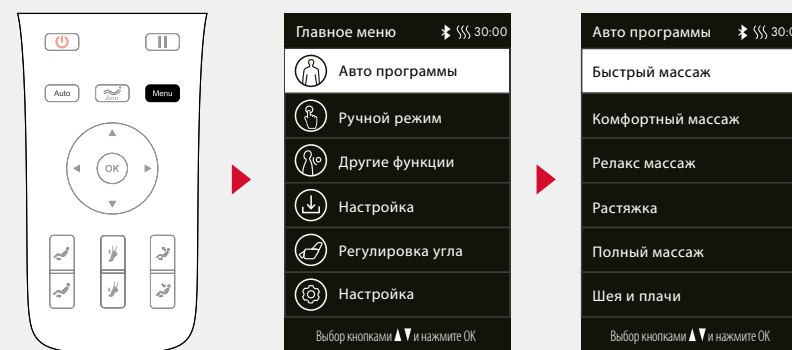 Auto
Zero
Menu
OK
Главное меню 30:00
Авто программы
Ручной режим
Другие функции
Настройка
Регулировка угла
Настройка
Выбор кнопками ▲▼ и нажмите OK
Авто программы 30:0
Быстрый массаж
Комфортный массаж
Релакс массаж
Растяжка
Полный массаж
Шея и плачи
Выбор кнопками ▲▼ и нажмите OK